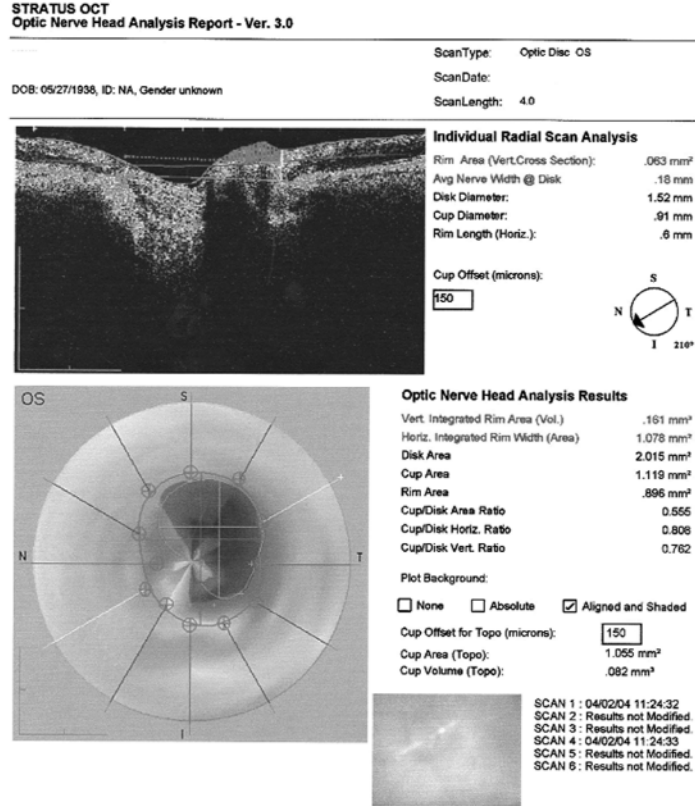 STRATUS OCT
Optic Nerve Head Analysis Report - Ver. 3.0
ScanType: Optic Disc OS
ScanDate:
DOB: 05/27/1938, ID: NA, Gender unknown
ScanLength: 4.0
Individual Radial Scan Analysis
Rim Area (Vert.Cross Section): .063 mm²
Avg Nerve Width @ Disk .18 mm
Disk Diameter: 1.52 mm
Cup Diameter: .91 mm
Rim Length (Horiz.): .6 mm
Cup Offset (microns):
150
S
N T
I 210°
OS
S
N T
I
Optic Nerve Head Analysis Results
Vert. Integrated Rim Area (Vol.) .161 mm³
Horiz. Integrated Rim Width (Area) 1.078 mm²
Disk Area 2.015 mm²
Cup Area 1.119 mm²
Rim Area .896 mm²
Cup/Disk Area Ratio 0.555
Cup/Disk Horiz. Ratio 0.808
Cup/Disk Vert. Ratio 0.762
Plot Background:
None Absolute Aligned and Shaded
Cup Offset for Topo (microns): 150
Cup Area (Topo): 1.055 mm²
Cup Volume (Topo): .082 mm³
SCAN 1 : 04/02/04 11:24:32
SCAN 2 : Results not Modified.
SCAN 3 : Results not Modified.
SCAN 4 : 04/02/04 11:24:33
SCAN 5 : Results not Modified.
SCAN 6 : Results not Modified.